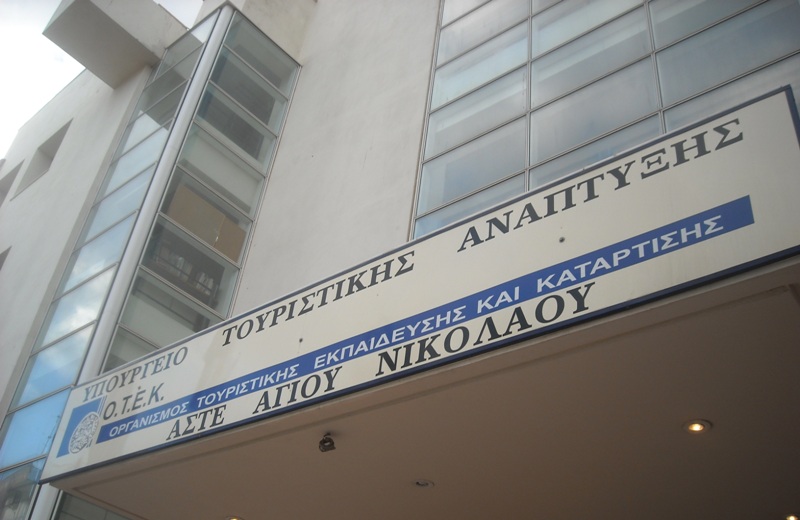 ΥΠΟΥΡΓΕΙΟ ΤΟΥΡΙΣΤΙΚΗΣ ΑΝΑΠΤΥΞΗΣ
Ο.Τ.Ε.Κ.
ΟΡΓΑΝΙΣΜΟΣ ΤΟΥΡΙΣΤΙΚΗΣ ΕΚΠΑΙΔΕΥΣΗΣ ΚΑΙ ΚΑΤΑΡΤΙΣΗΣ
ΑΣΤΕ ΑΓΙΟΥ ΝΙΚΟΛΑΟΥ